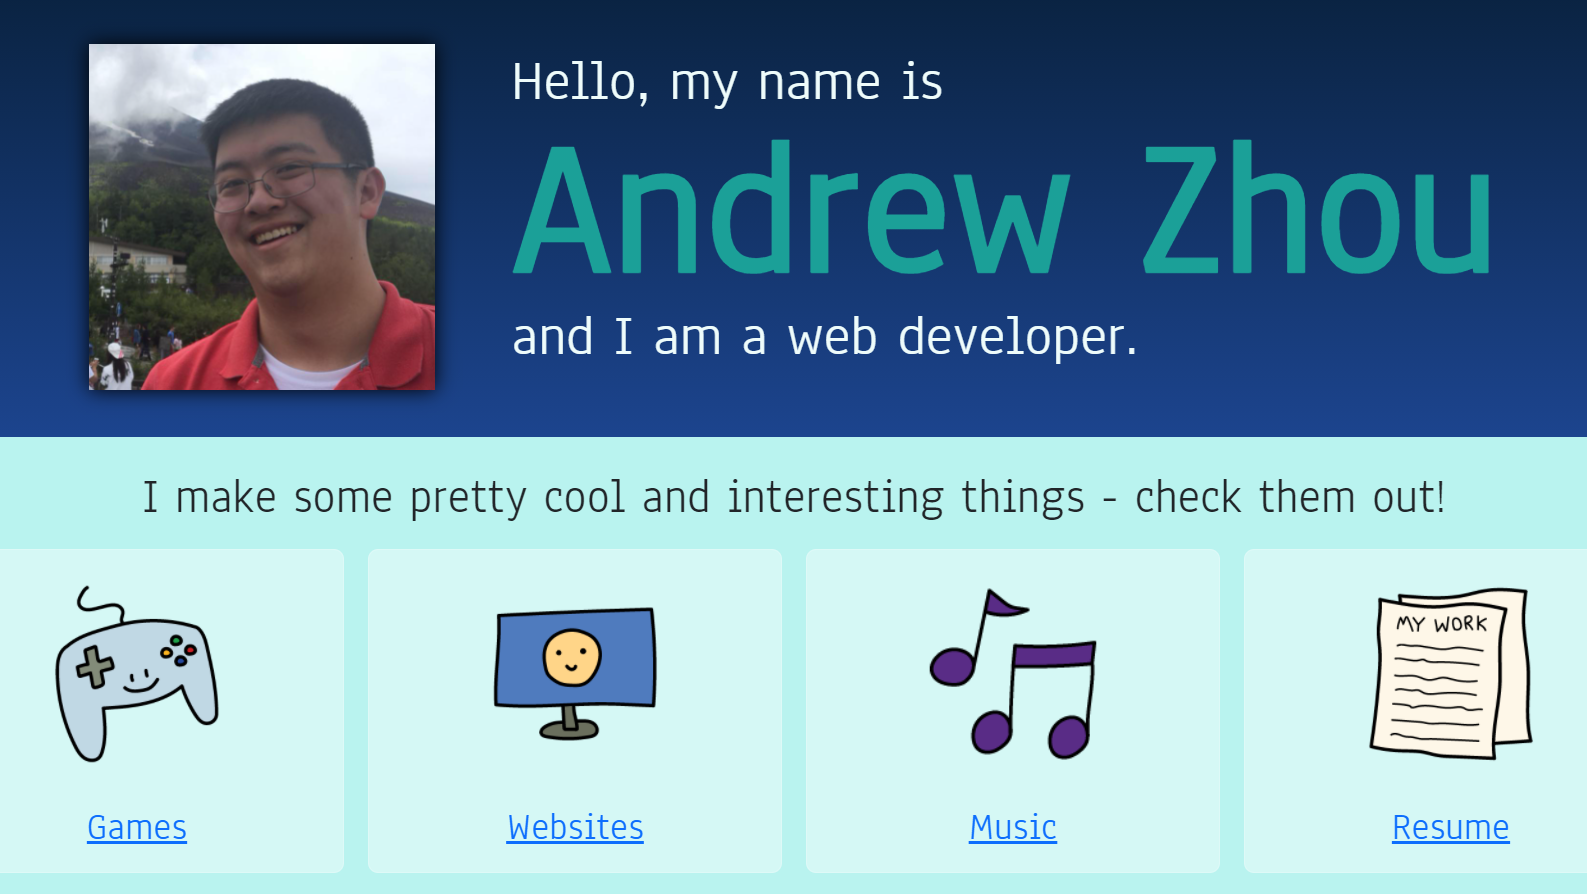 Hello, my name is
Andrew Zhou
and I am a web developer.
I make some pretty cool and interesting things - check them out!
MY WORK
Games
Websites
Music
Resume